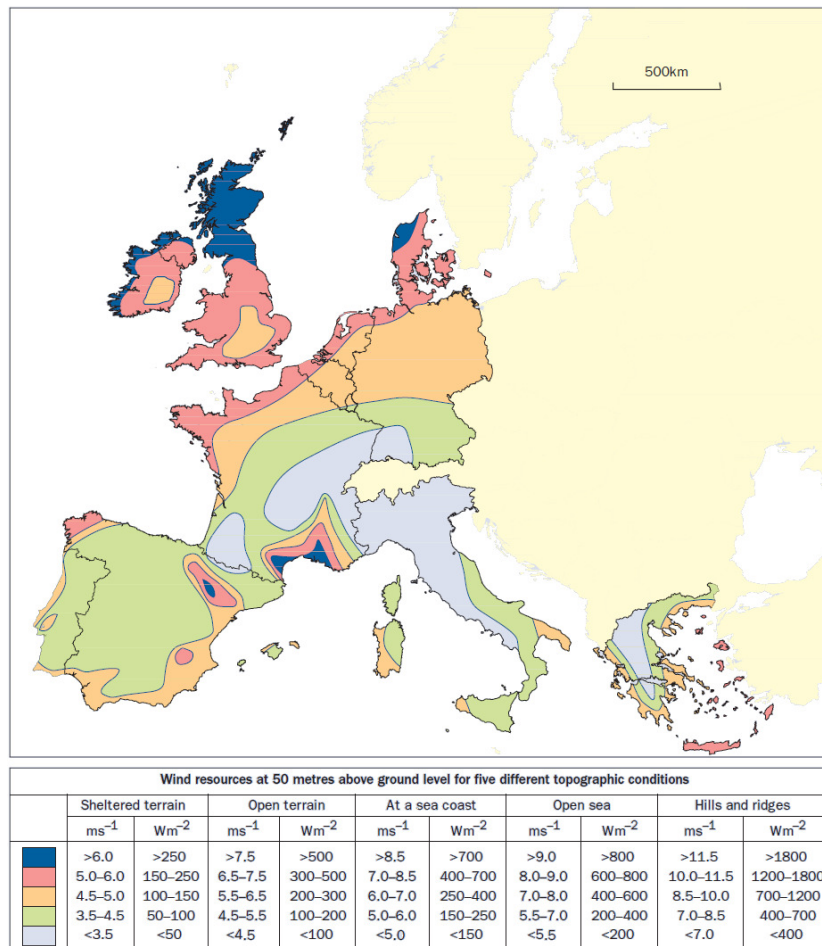 500km
Wind resources at 50 metres above ground level for five different topographic conditions
Sheltered terrain Open terrain At a sea coast Open sea Hills and ridges
ms⁻¹ Wm⁻² ms⁻¹ Wm⁻² ms⁻¹ Wm⁻² ms⁻¹ Wm⁻² ms⁻¹ Wm⁻²
>6.0 >250 >7.5 >500 >8.5 >700 >9.0 >800 >11.5 >1800
5.0–6.0 150–250 6.5–7.5 300–500 7.0–8.5 400–700 8.0–9.0 600–800 10.0–11.5 1200–1800
4.5–5.0 100–150 5.5–6.5 200–300 6.0–7.0 250–400 7.0–8.0 400–600 8.5–10.0 700–1200
3.5–4.5 50–100 4.5–5.5 100–200 5.0–6.0 150–250 5.5–7.0 200–400 7.0–8.5 400–700
<3.5 <50 <4.5 <100 <5.0 <150 <5.5 <200 <7.0 <400